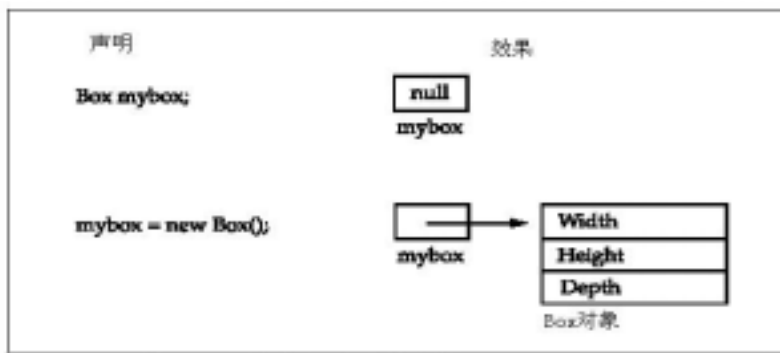 声明
效果
Box mybox;
null
mybox
mybox = new Box();
mybox
Width
Height
Depth
Box对象